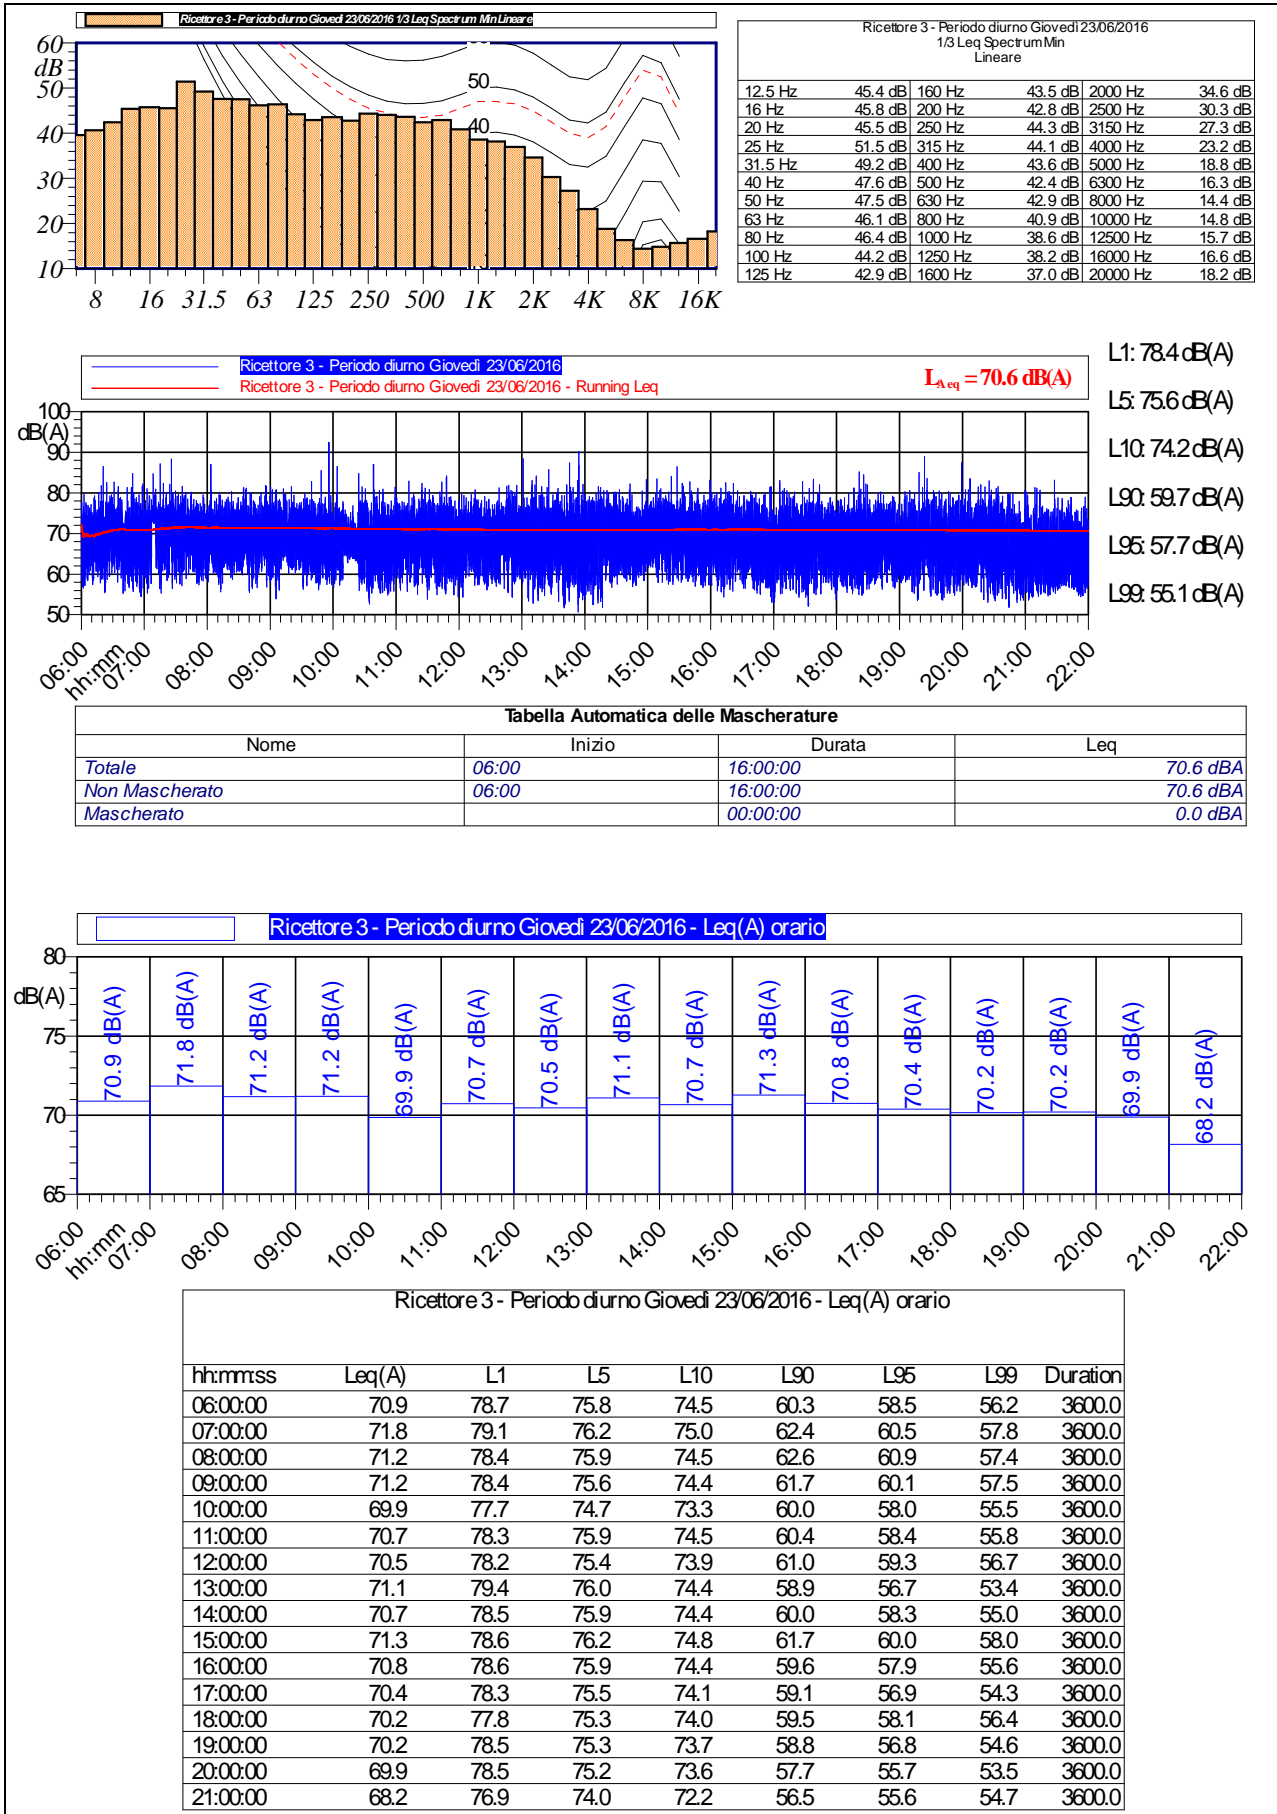 Ricettore 3 - Periodo diurno Giovedì 23/06/2016 1/3 Leq Spectrum Min Lineare
60
dB
50
40
30
20
10
50
40
8 16 31.5 63 125 250 500 1K 2K 4K 8K 16K
Ricettore 3 - Periodo diurno Giovedì 23/06/2016
1/3 Leq Spectrum Min
Lineare
12.5 Hz 45.4 dB 160 Hz 43.5 dB 2000 Hz 34.6 dB
16 Hz 45.8 dB 200 Hz 42.8 dB 2500 Hz 30.3 dB
20 Hz 45.5 dB 250 Hz 44.3 dB 3150 Hz 27.3 dB
25 Hz 51.5 dB 315 Hz 44.1 dB 4000 Hz 23.2 dB
31.5 Hz 49.2 dB 400 Hz 43.6 dB 5000 Hz 18.8 dB
40 Hz 47.6 dB 500 Hz 42.4 dB 6300 Hz 16.3 dB
50 Hz 47.5 dB 630 Hz 42.9 dB 8000 Hz 14.4 dB
63 Hz 46.1 dB 800 Hz 40.9 dB 10000 Hz 14.8 dB
80 Hz 46.4 dB 1000 Hz 38.6 dB 12500 Hz 15.7 dB
100 Hz 44.2 dB 1250 Hz 38.2 dB 16000 Hz 16.6 dB
125 Hz 42.9 dB 1600 Hz 37.0 dB 20000 Hz 18.2 dB
Ricettore 3 - Periodo diurno Giovedì 23/06/2016
Ricettore 3 - Periodo diurno Giovedì 23/06/2016 - Running Leq
LAeq = 70.6 dB(A)
100
dB(A)
90
80
70
60
50
06:00 hh:mm 07:00 08:00 09:00 10:00 11:00 12:00 13:00 14:00 15:00 16:00 17:00 18:00 19:00 20:00 21:00 22:00
L1: 78.4 dB(A)
L5: 75.6 dB(A)
L10: 74.2 dB(A)
L90: 59.7 dB(A)
L95: 57.7 dB(A)
L99: 55.1 dB(A)
Tabella Automatica delle Mascherature
Nome Inizio Durata Leq
Totale 06:00 16:00:00 70.6 dBA
Non Mascherato 06:00 16:00:00 70.6 dBA
Mascherato 00:00:00 0.0 dBA
Ricettore 3 - Periodo diurno Giovedì 23/06/2016 - Leq(A) orario
80
dB(A)
75
70
65
70.9 dB(A) 71.8 dB(A) 71.2 dB(A) 71.2 dB(A) 69.9 dB(A) 70.7 dB(A) 70.5 dB(A) 71.1 dB(A) 70.7 dB(A) 71.3 dB(A) 70.8 dB(A) 70.4 dB(A) 70.2 dB(A) 70.2 dB(A) 69.9 dB(A) 68.2 dB(A)
06:00 hh:mm 07:00 08:00 09:00 10:00 11:00 12:00 13:00 14:00 15:00 16:00 17:00 18:00 19:00 20:00 21:00 22:00
Ricettore 3 - Periodo diurno Giovedì 23/06/2016 - Leq(A) orario
hh:mm:ss Leq(A) L1 L5 L10 L90 L95 L99 Duration
06:00:00 70.9 78.7 75.8 74.5 60.3 58.5 56.2 3600.0
07:00:00 71.8 79.1 76.2 75.0 62.4 60.5 57.8 3600.0
08:00:00 71.2 78.4 75.9 74.5 62.6 60.9 57.4 3600.0
09:00:00 71.2 78.4 75.6 74.4 61.7 60.1 57.5 3600.0
10:00:00 69.9 77.7 74.7 73.3 60.0 58.0 55.5 3600.0
11:00:00 70.7 78.3 75.9 74.5 60.4 58.4 55.8 3600.0
12:00:00 70.5 78.2 75.4 73.9 61.0 59.3 56.7 3600.0
13:00:00 71.1 79.4 76.0 74.4 58.9 56.7 53.4 3600.0
14:00:00 70.7 78.5 75.9 74.4 60.0 58.3 55.0 3600.0
15:00:00 71.3 78.6 76.2 74.8 61.7 60.0 58.0 3600.0
16:00:00 70.8 78.6 75.9 74.4 59.6 57.9 55.6 3600.0
17:00:00 70.4 78.3 75.5 74.1 59.1 56.9 54.3 3600.0
18:00:00 70.2 77.8 75.3 74.0 59.5 58.1 56.4 3600.0
19:00:00 70.2 78.5 75.3 73.7 58.8 56.8 54.6 3600.0
20:00:00 69.9 78.5 75.2 73.6 57.7 55.7 53.5 3600.0
21:00:00 68.2 76.9 74.0 72.2 56.5 55.6 54.7 3600.0